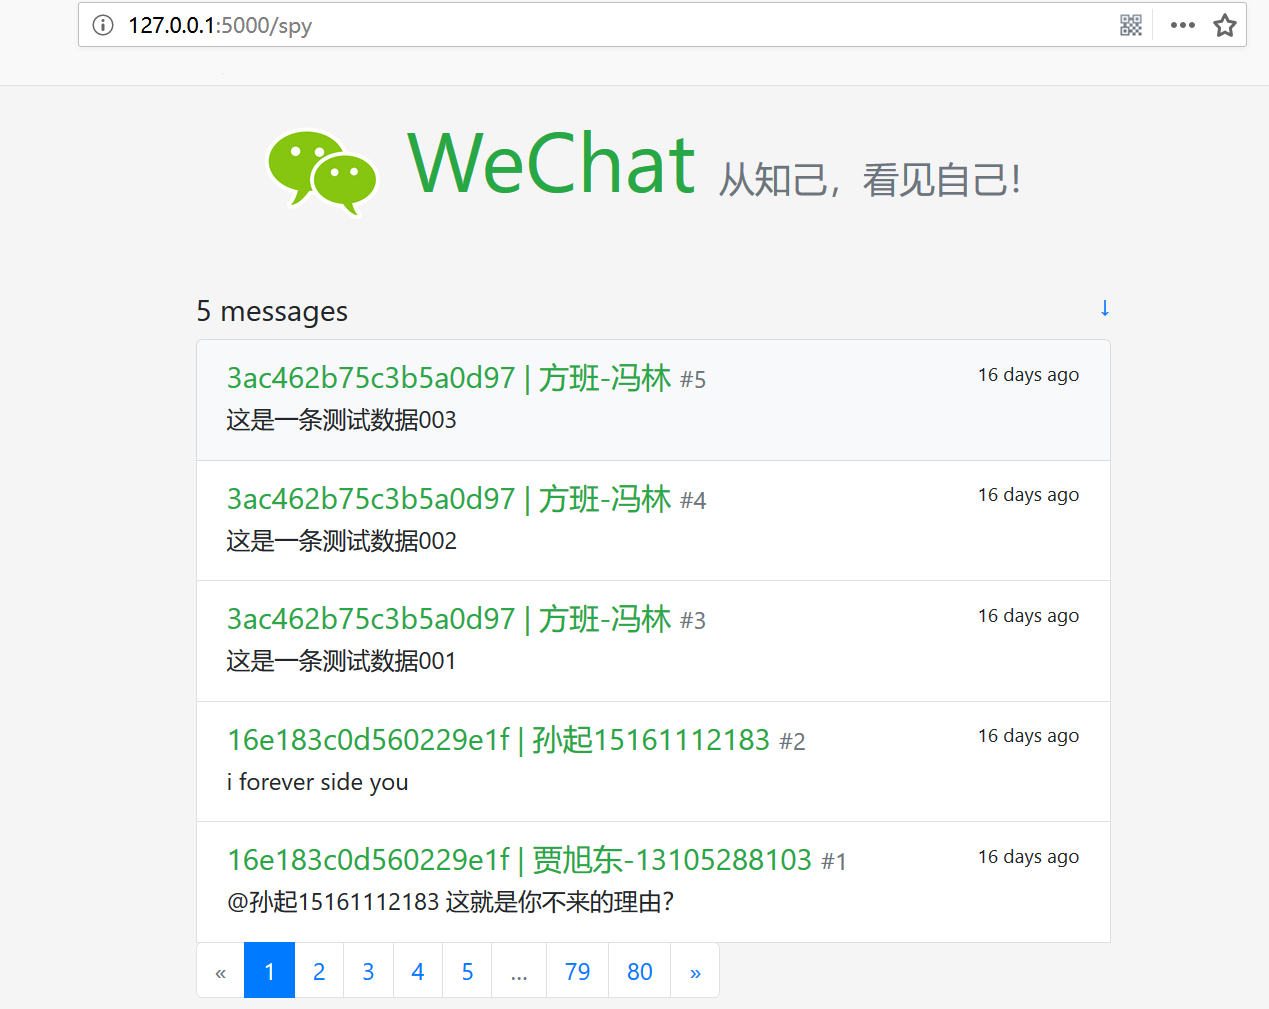 127.0.0.1:5000/spy
WeChat 从知己，看见自己！
5 messages ↓
3ac462b75c3b5a0d97 | 方班-冯林 #5 16 days ago
这是一条测试数据003
3ac462b75c3b5a0d97 | 方班-冯林 #4 16 days ago
这是一条测试数据002
3ac462b75c3b5a0d97 | 方班-冯林 #3 16 days ago
这是一条测试数据001
16e183c0d560229e1f | 孙起15161112183 #2 16 days ago
i forever side you
16e183c0d560229e1f | 贾旭东-13105288103 #1 16 days ago
@孙起15161112183 这就是你不来的理由？
« 1 2 3 4 5 ... 79 80 »